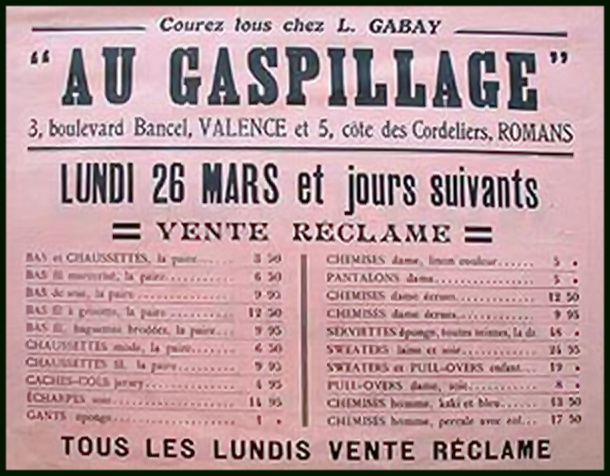 Courez tous chez L. GABAY
“AU GASPILLAGE”
3, boulevard Bancel, VALENCE et 5, côte des Cordeliers, ROMANS
LUNDI 26 MARS et jours suivants
= VENTE RÉCLAME =
BAS et CHAUSSETTES, la paire...... 3 50
BAS fil mercerisé, la paire........ 6 50
BAS de soie, la paire............ 9 95
BAS fil à grisotte, la paire........ 12 50
BAS fil, baguettes brodées, la paire... 9 95
CHAUSSETTES mode, la paire...... 6 50
CHAUSSETTES fil, la paire........ 9 95
CACHE-COLS jersey............ 4 95
ÉCHARPES soie.............. 14 95
GANTS éponge.............. 1 »
CHEMISES dame, linon couleur...... 5 »
PANTALONS dame............ 5 »
CHEMISES dame écrues.......... 12 50
CHEMISES dame écrues.......... 9 95
SERVIETTES éponge, toutes teintes, la dz. 18 »
SWEATERS laine et soie.......... 24 95
SWEATERS et PULL-OVERS enfant... 19 »
PULL-OVERS dame, soie.......... 8 »
CHEMISES homme, kaki et bleu...... 13 50
CHEMISES homme, percale avec col... 17 50
TOUS LES LUNDIS VENTE RÉCLAME